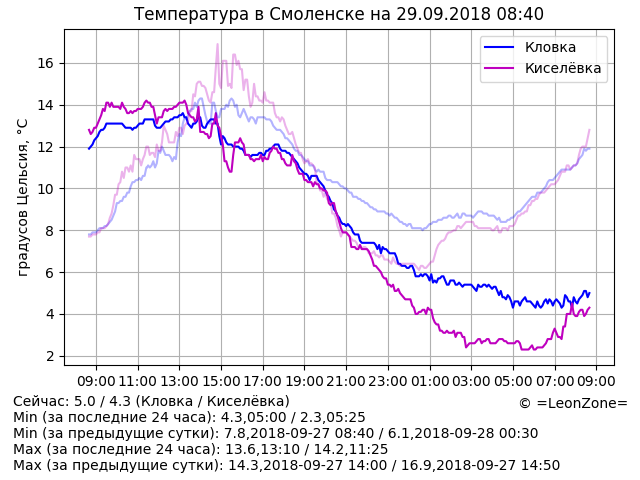 Температура в Смоленске на 29.09.2018 08:40
Кловка
Киселёвка
градусов Цельсия, °C
16
14
12
10
8
6
4
2
09:00 11:00 13:00 15:00 17:00 19:00 21:00 23:00 01:00 03:00 05:00 07:00 09:00
Сейчас: 5.0 / 4.3 (Кловка / Киселёвка)
© =LeonZone=
Min (за последние 24 часа): 4.3,05:00 / 2.3,05:25
Min (за предыдущие сутки): 7.8,2018-09-27 08:40 / 6.1,2018-09-28 00:30
Max (за последние 24 часа): 13.6,13:10 / 14.2,11:25
Max (за предыдущие сутки): 14.3,2018-09-27 14:00 / 16.9,2018-09-27 14:50